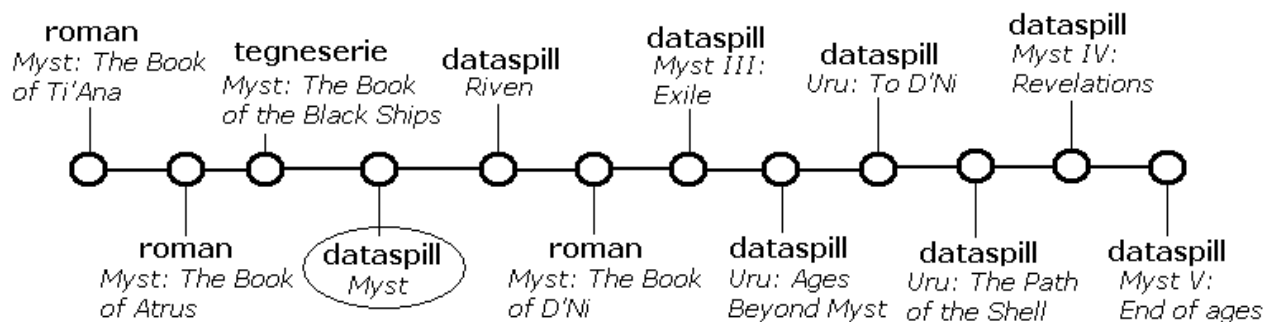 roman
Myst: The Book
of Ti'Ana
tegneserie
Myst: The Book
of the Black Ships
dataspill
Riven
dataspill
Myst III:
Exile
dataspill
Uru: To D'Ni
dataspill
Myst IV:
Revelations
roman
Myst: The Book
of Atrus
dataspill
Myst
roman
Myst: The Book
of D'Ni
dataspill
Uru: Ages
Beyond Myst
dataspill
Uru: The Path
of the Shell
dataspill
Myst V:
End of ages